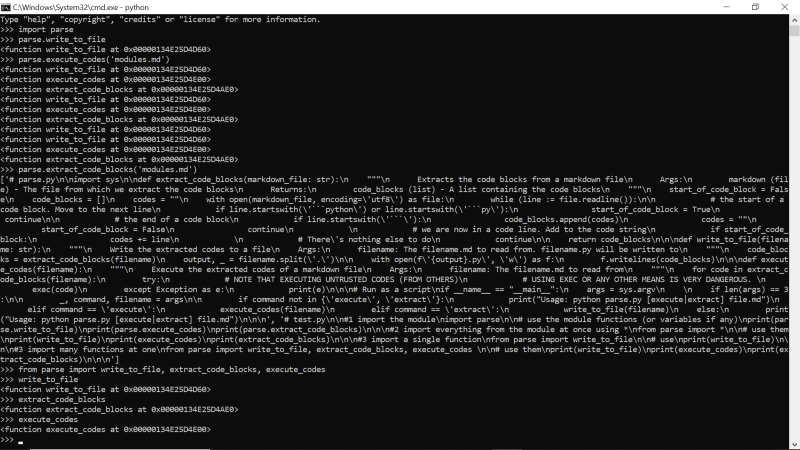 C:\Windows\System32\cmd.exe - python
Type "help", "copyright", "credits" or "license" for more information.
>>> import parse
>>> parse.write_to_file
<function write_to_file at 0x00000134E25D4D60>
>>> parse.execute_codes('modules.md')
<function write_to_file at 0x00000134E25D4D60>
<function execute_codes at 0x00000134E25D4E00>
<function extract_code_blocks at 0x00000134E25D4AE0>
<function write_to_file at 0x00000134E25D4D60>
<function execute_codes at 0x00000134E25D4E00>
<function extract_code_blocks at 0x00000134E25D4AE0>
<function write_to_file at 0x00000134E25D4D60>
<function write_to_file at 0x00000134E25D4D60>
<function execute_codes at 0x00000134E25D4E00>
<function extract_code_blocks at 0x00000134E25D4AE0>
>>> parse.extract_code_blocks('modules.md')
['# parse.py\n\nimport sys\n\ndef extract_code_blocks(markdown_file: str):\n    """\n    Extracts the code blocks from a markdown file\n    Args:\n        markdown (fil
e) - The file from which we extract the code blocks\n    Returns:\n        code_blocks (list) - A list containing the code blocks\n    """\n    start_of_code_block = Fals
e\n    code_blocks = []\n    codes = ""\n    with open(markdown_file, encoding=\'utf8\') as file:\n        while (line := file.readline()):\n\n            # the start of a
code block. Move to the next line\n            if line.startswith(\'```python\') or line.startswith(\'```py\'):\n                start_of_code_block = True\n
 continue\n\n            # the end of a code block\n            if line.startswith(\'```\'):\n                code_blocks.append(codes)\n                codes = ""\n
        start_of_code_block = False\n                continue\n            \n            # we are now in a code line. Add to the code string\n            if start_of_code_
block:\n                codes += line\n            \n            # There\'s nothing else to do\n            continue\n\n    return code_blocks\n\n\ndef write_to_file(filena
me: str):\n    """\n    Write the extracted codes to a file\n    Args:\n        filename: The filename.md to read from. filename.py will be written to\n    """\n    code_bloc
ks = extract_code_blocks(filename)\n    output, _ = filename.split(\'.\')\n\n    with open(f\'{output}.py\', \'w\') as f:\n        f.writelines(code_blocks)\n\n\ndef execut
e_codes(filename):\n    """\n    Execute the extracted codes of a markdown file\n    Args:\n        filename: The filename.md to read from\n    """\n    for code in extract_c
ode_blocks(filename):\n        try:\n            # NOTE THAT EXECUTING UNTRUSTED CODES (FROM OTHERS)\n            # USING EXEC OR ANY OTHER MEANS IS VERY DANGEROUS. \n
    exec(code)\n        except Exception as e:\n            print(e)\n\n\n# Run as a script\nif __name__ == "__main__":\n    args = sys.argv\n    \n    if len(args) == 3
:\n\n        _, command, filename = args\n\n        if command not in {\'execute\', \'extract\'}:\n            print("Usage: python parse.py [execute|extract] file.md")\n
  elif command == \'execute\':\n            execute_codes(filename)\n        elif command == \'extract\':\n            write_to_file(filename)\n    else:\n        print
("Usage: python parse.py [execute|extract] file.md")\n\n\n', '# test.py\n\n#1 import the module\nimport parse\n\n# use the module functions (or variables if any)\nprint(par
se.write_to_file)\nprint(parse.execute_codes)\nprint(parse.extract_code_blocks)\n\n\n#2 import everything from the module at once using *\nfrom parse import *\n\n# use them
\nprint(write_to_file)\nprint(execute_codes)\nprint(extract_code_blocks)\n\n\n#3 import a single function\nfrom parse import write_to_file\n\n# use\nprint(write_to_file)\n\
n\n#3 import many functions at one\nfrom parse import write_to_file, extract_code_blocks, execute_codes \n\n# use them\nprint(write_to_file)\nprint(execute_codes)\nprint(ex
tract_code_blocks)\n\n\n']
>>> from parse import write_to_file, extract_code_blocks, execute_codes
>>> write_to_file
<function write_to_file at 0x00000134E25D4D60>
>>> extract_code_blocks
<function extract_code_blocks at 0x00000134E25D4AE0>
>>> execute_codes
<function execute_codes at 0x00000134E25D4E00>
>>>